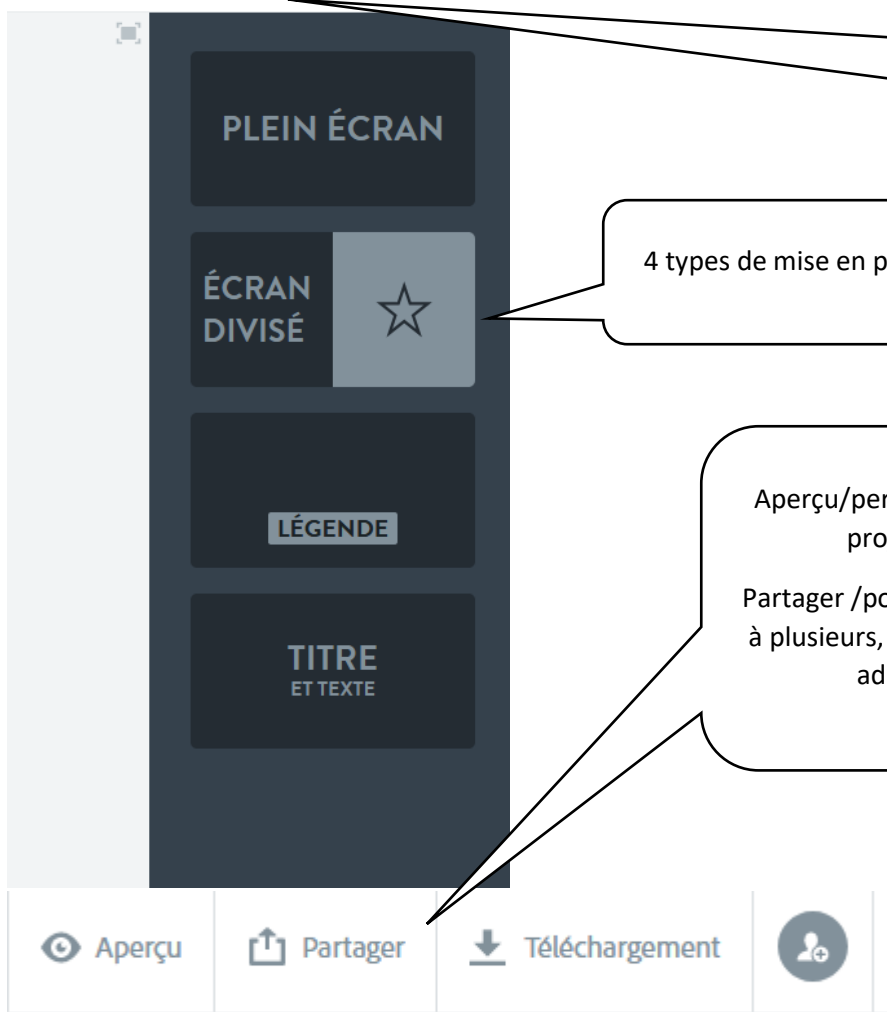 PLEIN ÉCRAN
4 types de mise en p
ÉCRAN
DIVISÉ
LÉGENDE
Aperçu/per
pro
Partager /po
à plusieurs,
ad
TITRE
ET TEXTE
Aperçu
Partager
Téléchargement